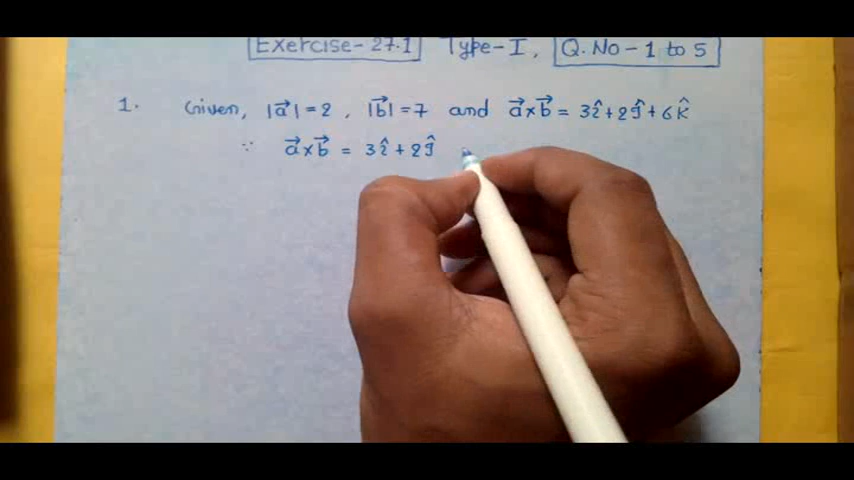 Exercise-27.1 Type-I, Q.No-1 to 5
1. Given, |a⃗|=2, |b⃗|=7 and a⃗×b⃗ = 3î+2ĵ+6k̂
∵ a⃗×b⃗ = 3î+2ĵ